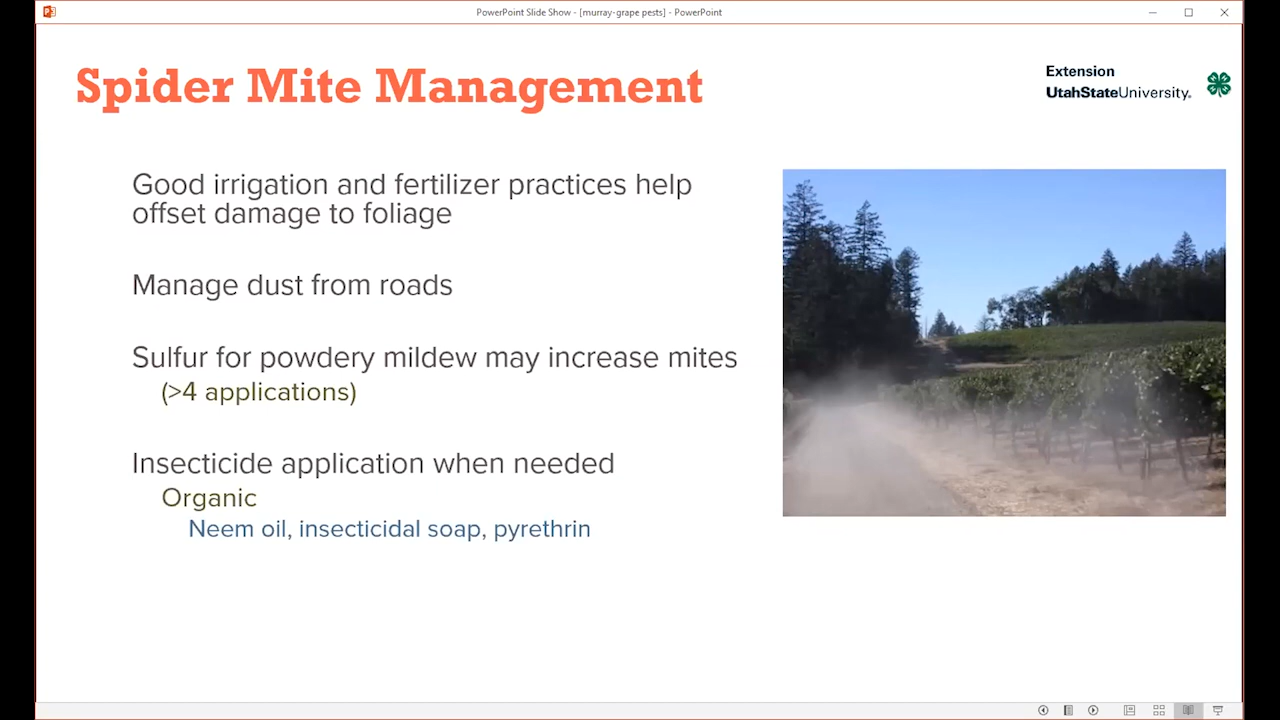 PowerPoint Slide Show - [murray-grape pests] - PowerPoint
Spider Mite Management
Extension
UtahStateUniversity.
Good irrigation and fertilizer practices help
offset damage to foliage
Manage dust from roads
Sulfur for powdery mildew may increase mites
(>4 applications)
Insecticide application when needed
Organic
Neem oil, insecticidal soap, pyrethrin